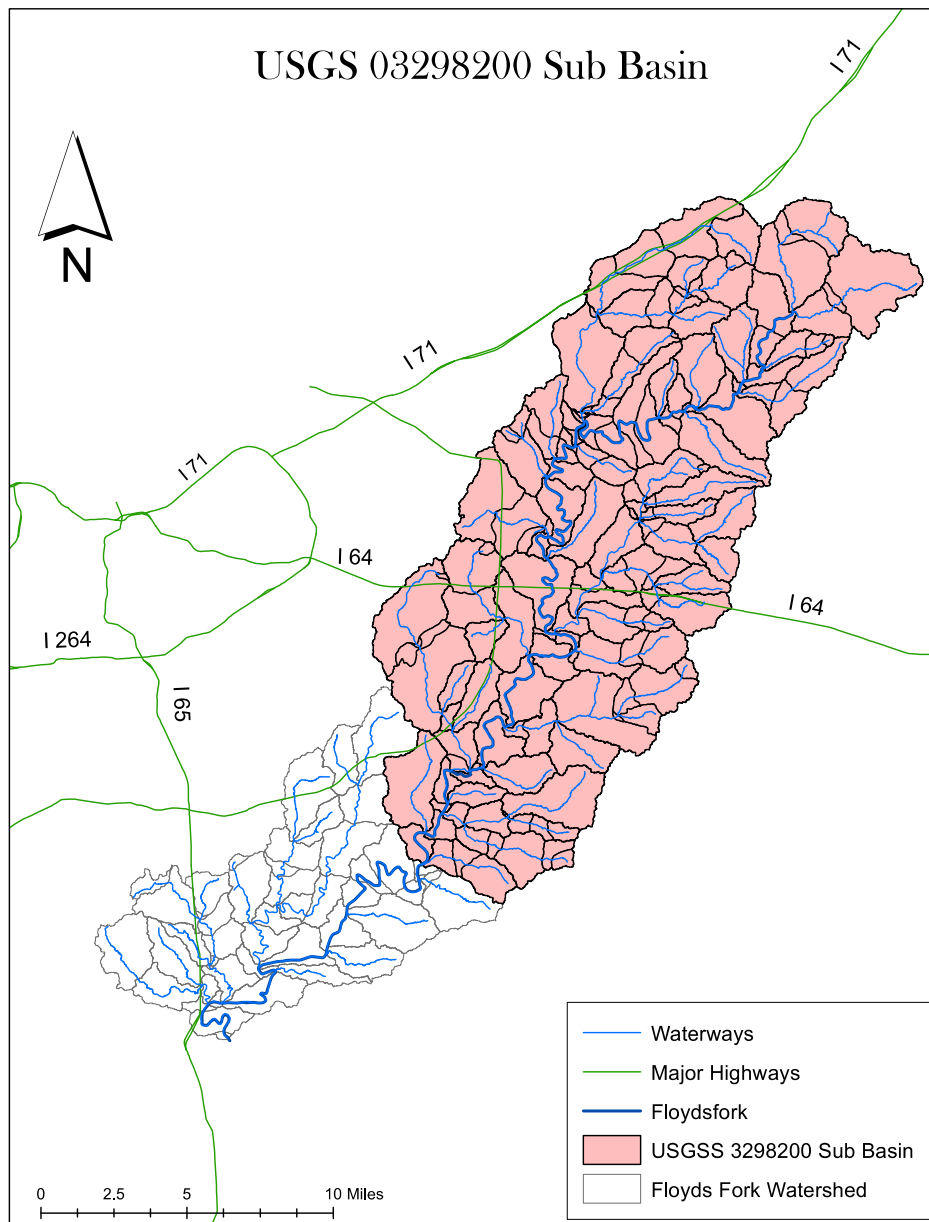 USGS 03298200 Sub Basin
I 71
N
I 71
I 71
I 64
I 64
I 264
I 65
Waterways
Major Highways
Floydsfork
USGSS 3298200 Sub Basin
Floyds Fork Watershed
0 2.5 5 10 Miles